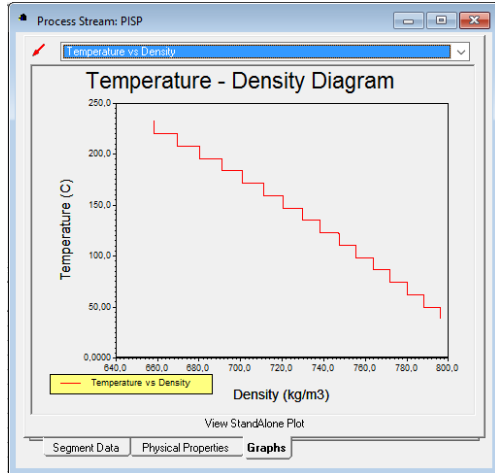 Process Stream: PISP
Temperature vs Density
Temperature - Density Diagram
250,0
200,0
150,0
100,0
50,00
0,0000
Temperature (C)
640,0 660,0 680,0 700,0 720,0 740,0 760,0 780,0 800,0
Temperature vs Density
Density (kg/m3)
View StandAlone Plot
Segment Data Physical Properties Graphs